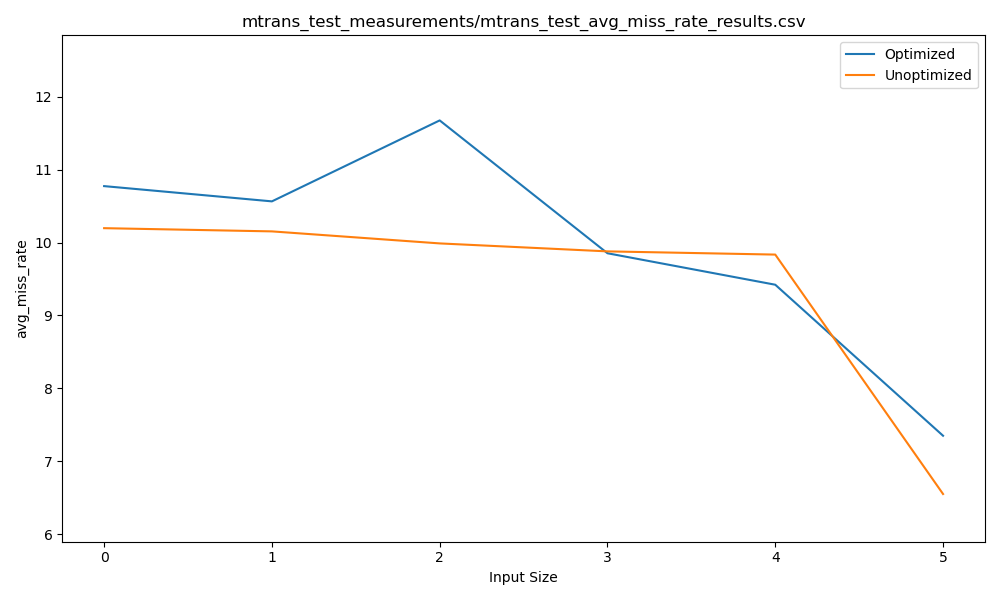 mtrans_test_measurements/mtrans_test_avg_miss_rate_results.csv
Optimized
Unoptimized
avg_miss_rate
12
11
10
9
8
7
6
0 1 2 3 4 5
Input Size